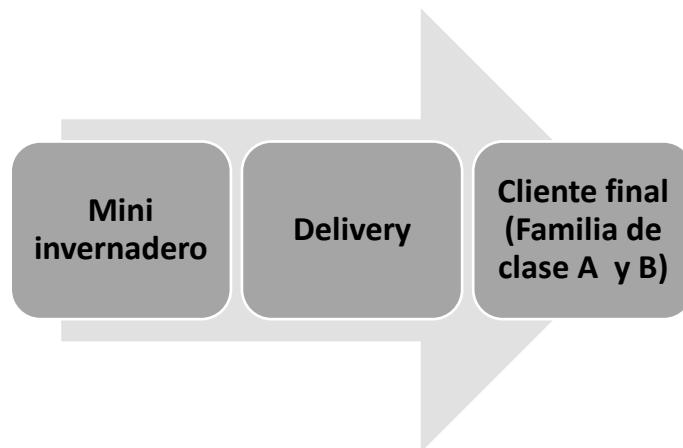 Mini
invernadero
Delivery
Cliente final
(Familia de
clase A y B)